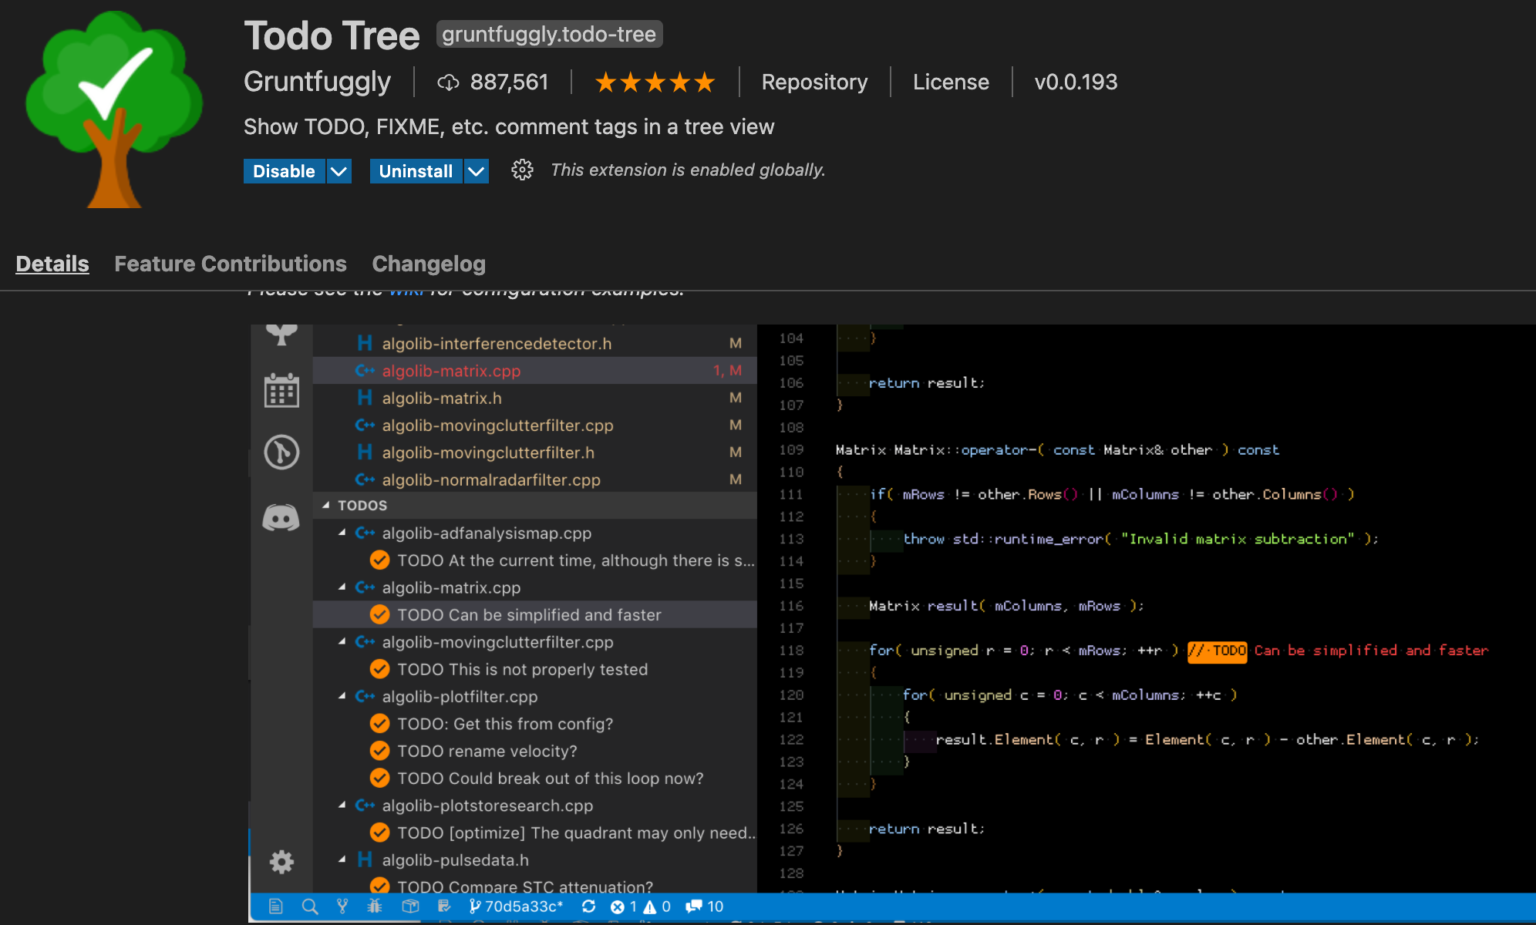 Todo Tree gruntfuggly.todo-tree
Gruntfuggly 887,561 Repository License v0.0.193
Show TODO, FIXME, etc. comment tags in a tree view
Disable Uninstall This extension is enabled globally.
Details Feature Contributions Changelog
Please see the wiki for configuration examples.
H algolib-interferencedetector.h M
C++ algolib-matrix.cpp 1, M
H algolib-matrix.h M
C++ algolib-movingclutterfilter.cpp M
H algolib-movingclutterfilter.h M
C++ algolib-normalradarfilter.cpp M
TODOS
C++ algolib-adfanalysismap.cpp
TODO At the current time, although there is s...
C++ algolib-matrix.cpp
TODO Can be simplified and faster
C++ algolib-movingclutterfilter.cpp
TODO This is not properly tested
C++ algolib-plotfilter.cpp
TODO: Get this from config?
TODO rename velocity?
TODO Could break out of this loop now?
C++ algolib-plotstoresearch.cpp
TODO [optimize] The quadrant may only need...
H algolib-pulsedata.h
TODO Compare STC attenuation?
104 }
105
106 return result;
107 }
108
109 Matrix Matrix::operator-( const Matrix& other ) const
110 {
111 if( mRows != other.Rows() || mColumns != other.Columns() )
112 {
113 throw std::runtime_error( "Invalid matrix subtraction" );
114 }
115
116 Matrix result( mColumns, mRows );
117
118 for( unsigned r = 0; r < mRows; ++r ) // TODO Can be simplified and faster
119 {
120 for( unsigned c = 0; c < mColumns; ++c )
121 {
122 result.Element( c, r ) = Element( c, r ) - other.Element( c, r );
123 }
124 }
125
126 return result;
127 }
128
70d5a33c* 1 0 10